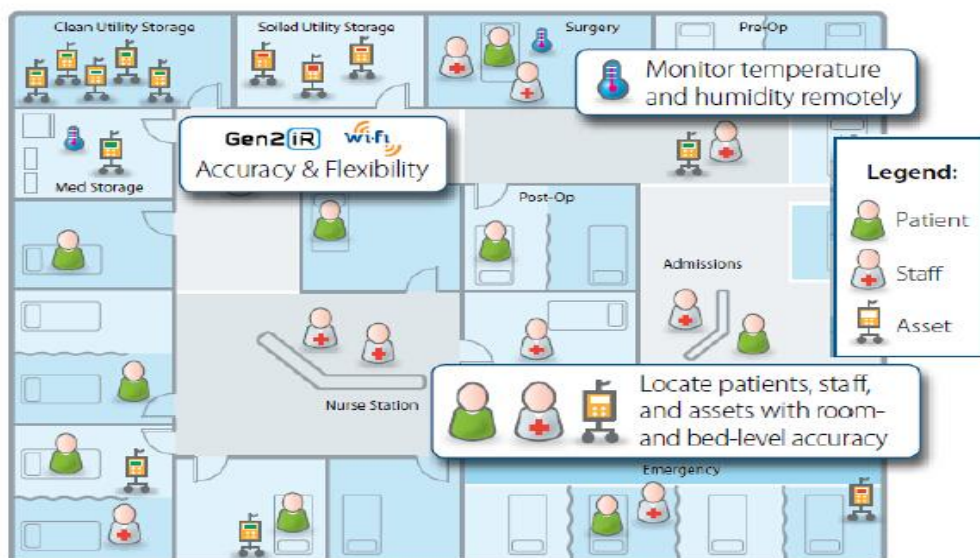 Clean Utility Storage
Soiled Utility Storage
Surgery
Pre-Op
Monitor temperature
and humidity remotely
Gen2iR Wi-Fi
Accuracy & Flexibility
Med Storage
Legend:
Patient
Staff
Asset
Post-Op
Admissions
Nurse Station
Locate patients, staff,
and assets with room-
and bed-level accuracy
Emergency